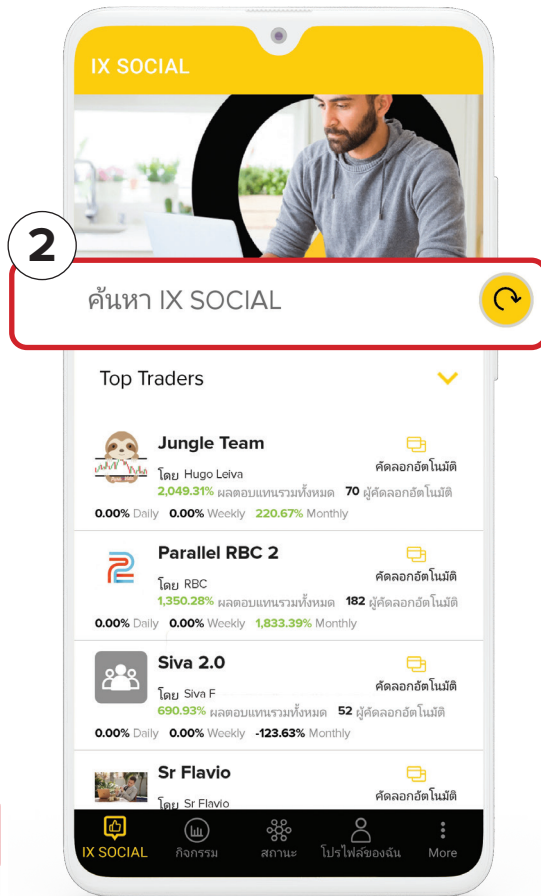 IX SOCIAL
2
ค้นหา IX SOCIAL
Top Traders
Jungle Team
โดย Hugo Leiva
คัดลอกอัตโนมัติ
2,049.31% ผลตอบแทนรวมทั้งหมด 70 ผู้คัดลอกอัตโนมัติ
0.00% Daily 0.00% Weekly 220.67% Monthly
Parallel RBC 2
โดย RBC
คัดลอกอัตโนมัติ
1,350.28% ผลตอบแทนรวมทั้งหมด 182 ผู้คัดลอกอัตโนมัติ
0.00% Daily 0.00% Weekly 1,833.39% Monthly
Siva 2.0
โดย Siva F
คัดลอกอัตโนมัติ
690.93% ผลตอบแทนรวมทั้งหมด 52 ผู้คัดลอกอัตโนมัติ
0.00% Daily 0.00% Weekly -123.63% Monthly
Sr Flavio
โดย Sr Flavio
คัดลอกอัตโนมัติ
IX SOCIAL กิจกรรม สถานะ โปรไฟล์ของฉัน More